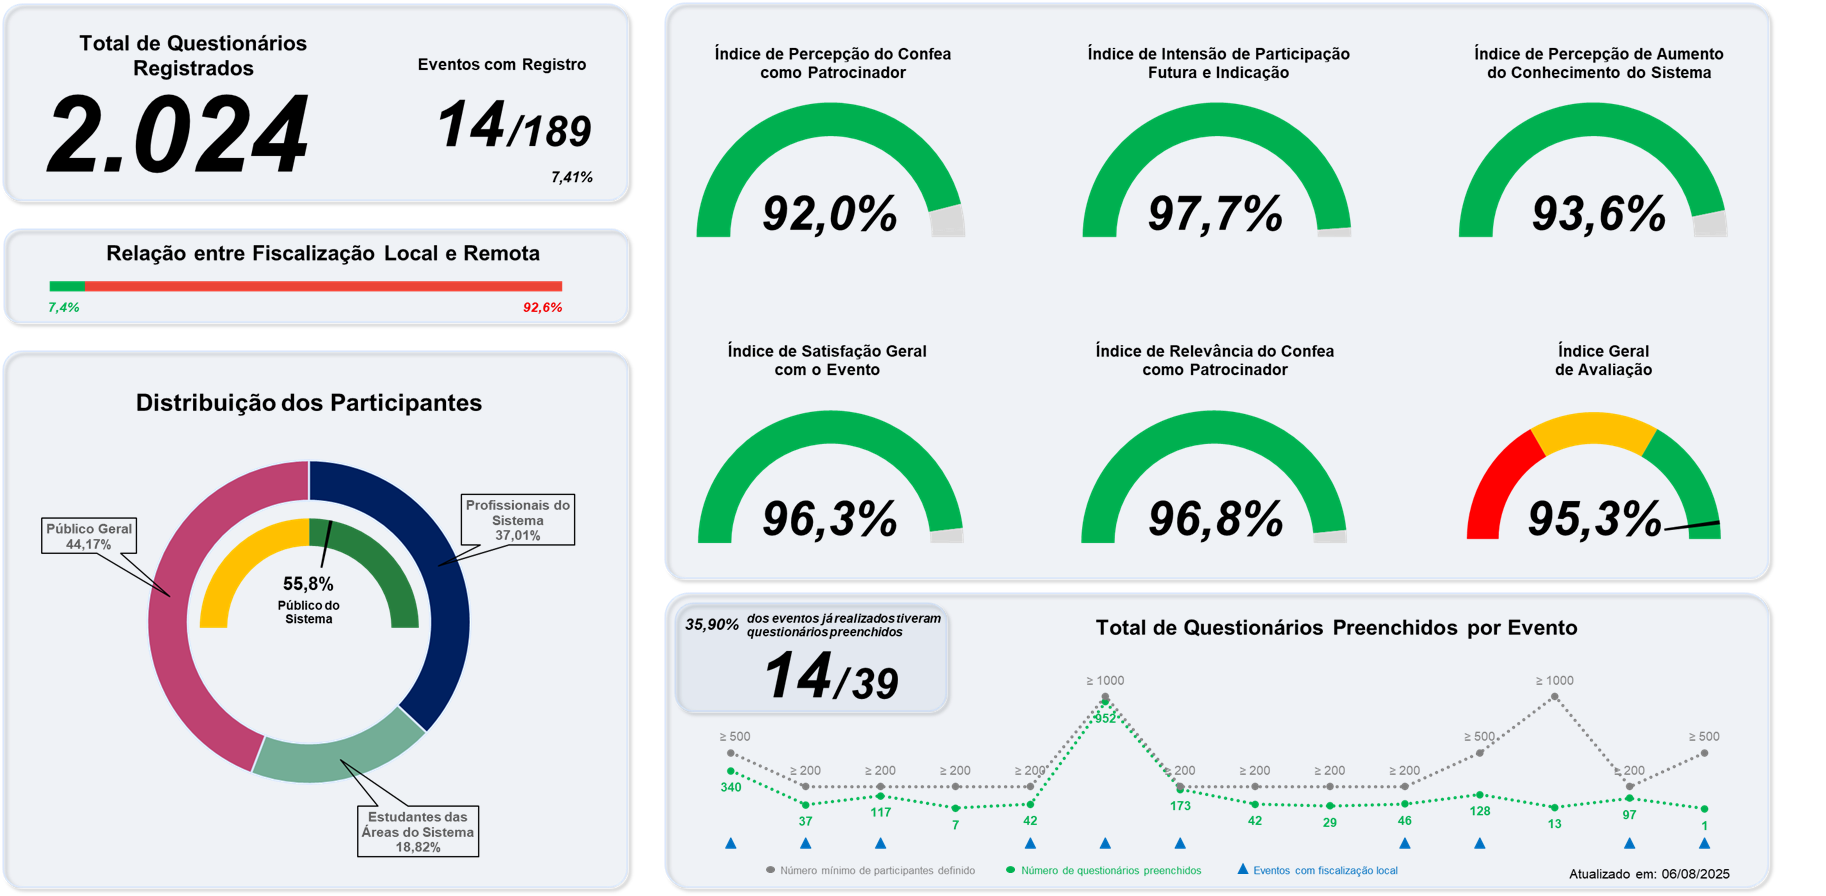 Total de Questionários
Registrados
2.024
Eventos com Registro
14/189
7,41%
Relação entre Fiscalização Local e Remota
7,4%
92,6%
Distribuição dos Participantes
Profissionais do
Sistema
37,01%
Público Geral
44,17%
55,8%
Público do
Sistema
Estudantes das
Áreas do Sistema
18,82%
Índice de Percepção do Confea
como Patrocinador
92,0%
Índice de Intensão de Participação
Futura e Indicação
97,7%
Índice de Percepção de Aumento
do Conhecimento do Sistema
93,6%
Índice de Satisfação Geral
com o Evento
96,3%
Índice de Relevância do Confea
como Patrocinador
96,8%
Índice Geral
de Avaliação
95,3%
35,90% dos eventos já realizados tiveram
questionários preenchidos
14/39
Total de Questionários Preenchidos por Evento
≥ 500
≥ 200
≥ 200
≥ 200
≥ 200
≥ 1000
≥ 200
≥ 200
≥ 200
≥ 200
≥ 500
≥ 1000
≥ 200
≥ 500
340
37
117
7
42
952
173
42
29
46
128
13
97
1
Número mínimo de participantes definido
Número de questionários preenchidos
Eventos com fiscalização local
Atualizado em: 06/08/2025